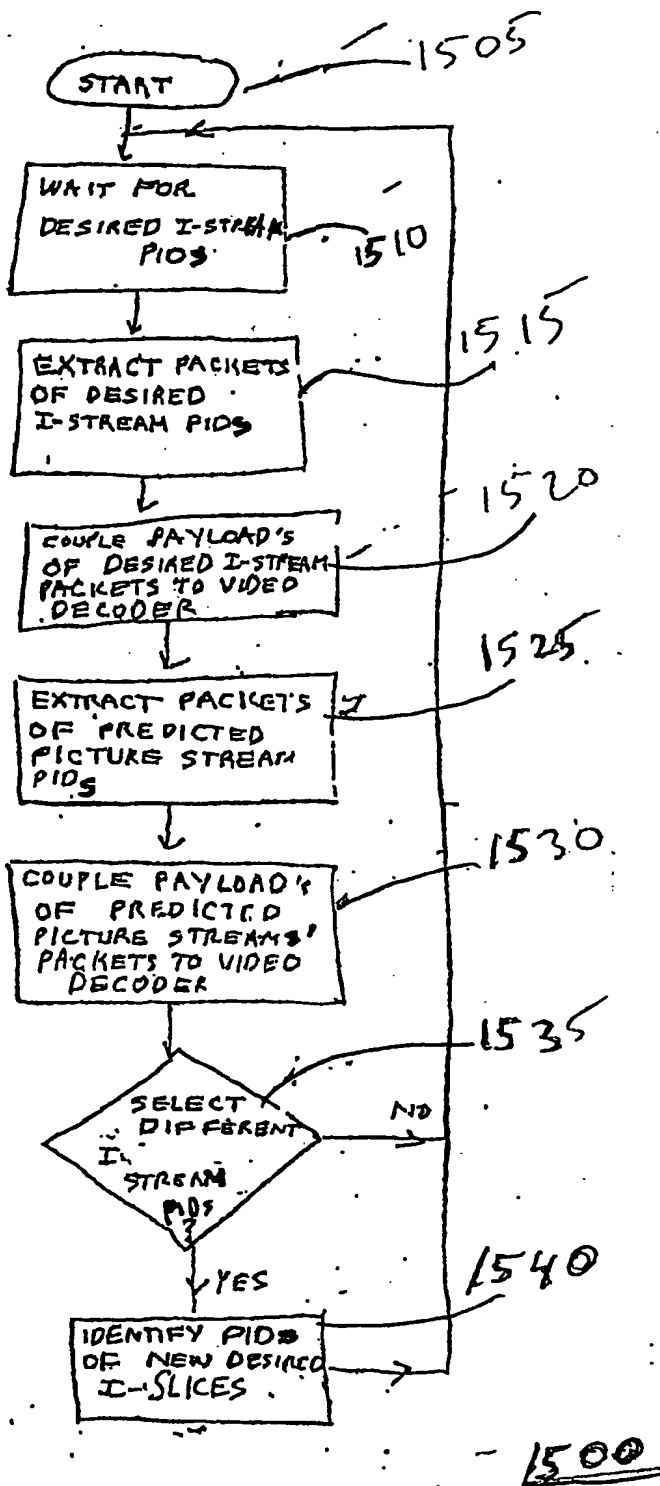 START
1505
WAIT FOR
DESIRED I-STREAM
PIDS
1510
EXTRACT PACKETS
OF DESIRED
I-STREAM PIDS
1515
COUPLE PAYLOAD'S
OF DESIRED I-STREAM
PACKETS TO VIDEO
DECODER
1520
EXTRACT PACKET'S
OF PREDICTED
PICTURE STREAM
PIDS
1525
COUPLE PAYLOAD'S
OF PREDICTED
PICTURE STREAMS'
PACKETS TO VIDEO
DECODER
1530
SELECT
DIFFERENT
I-
STREAM
PIDS
?
1535
NO
YES
IDENTIFY PIDS
OF NEW DESIRED
I-SLICES
1540
1500